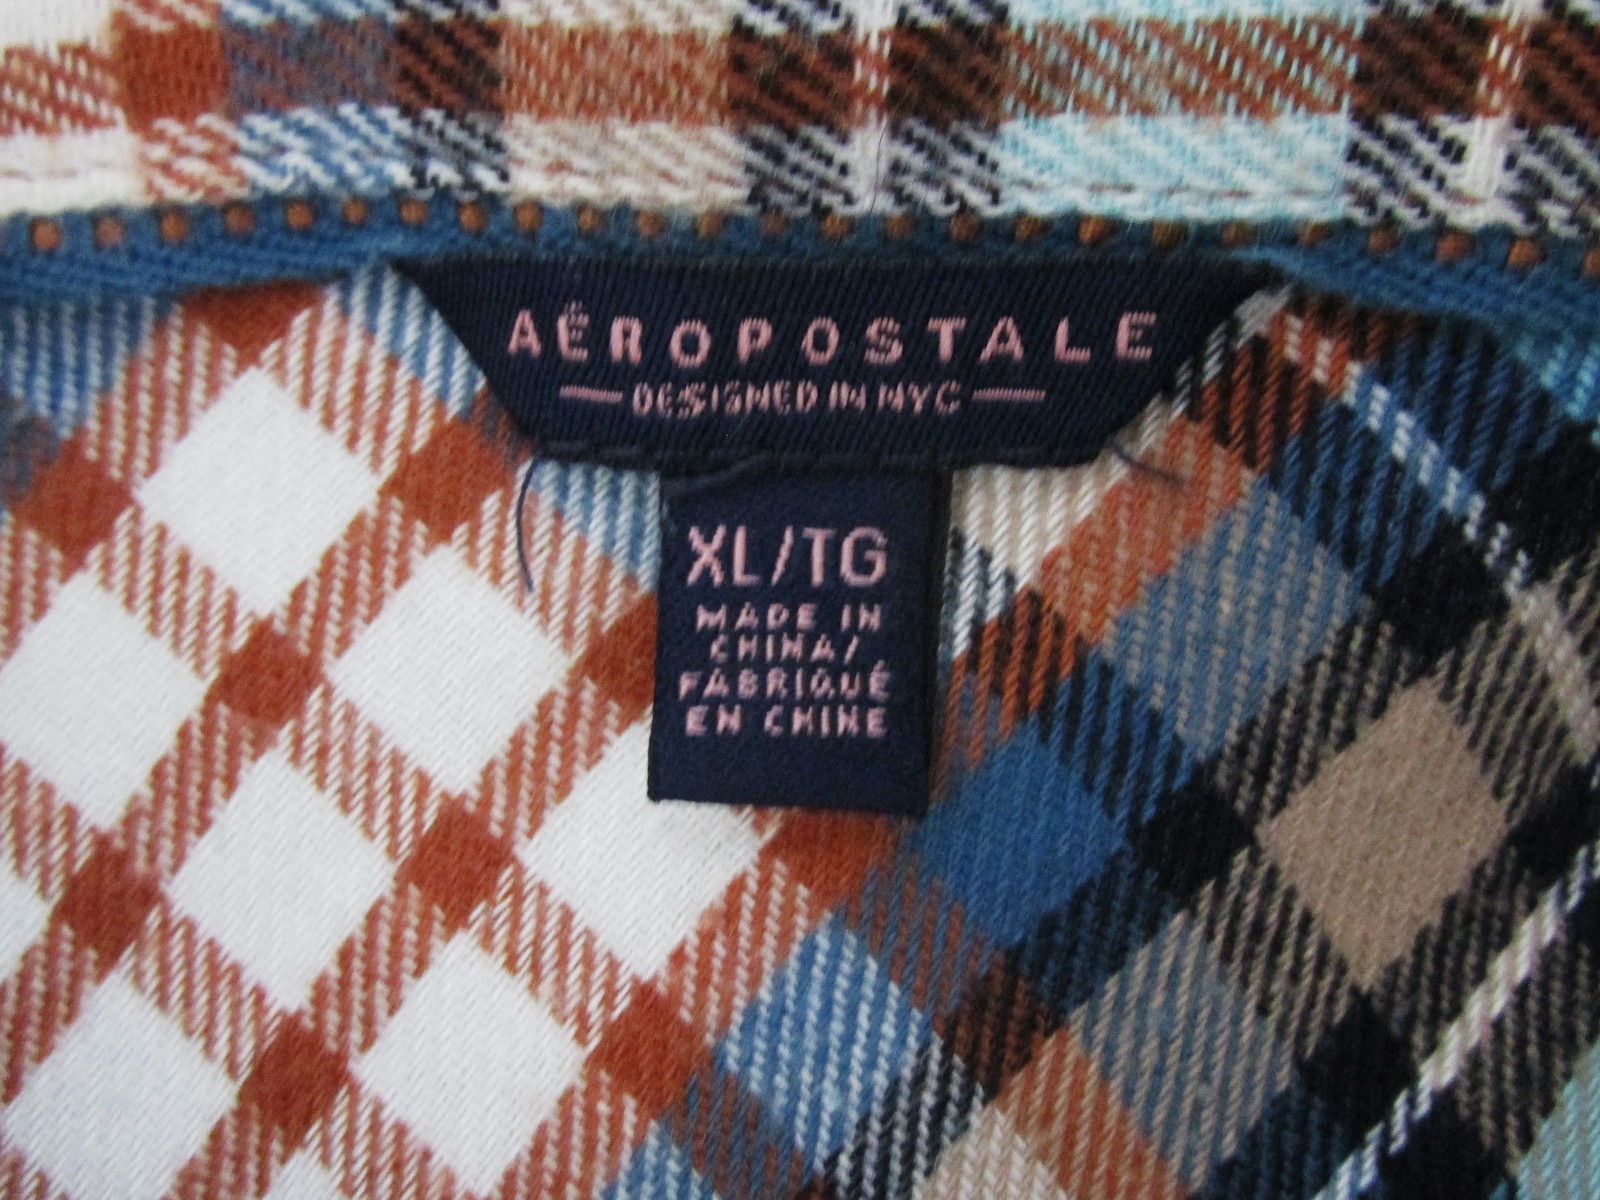 AÉROPOSTALE
DESIGNED IN NYC
XL/TG
MADE IN
CHINA/
FABRIQUÉ
EN CHINE